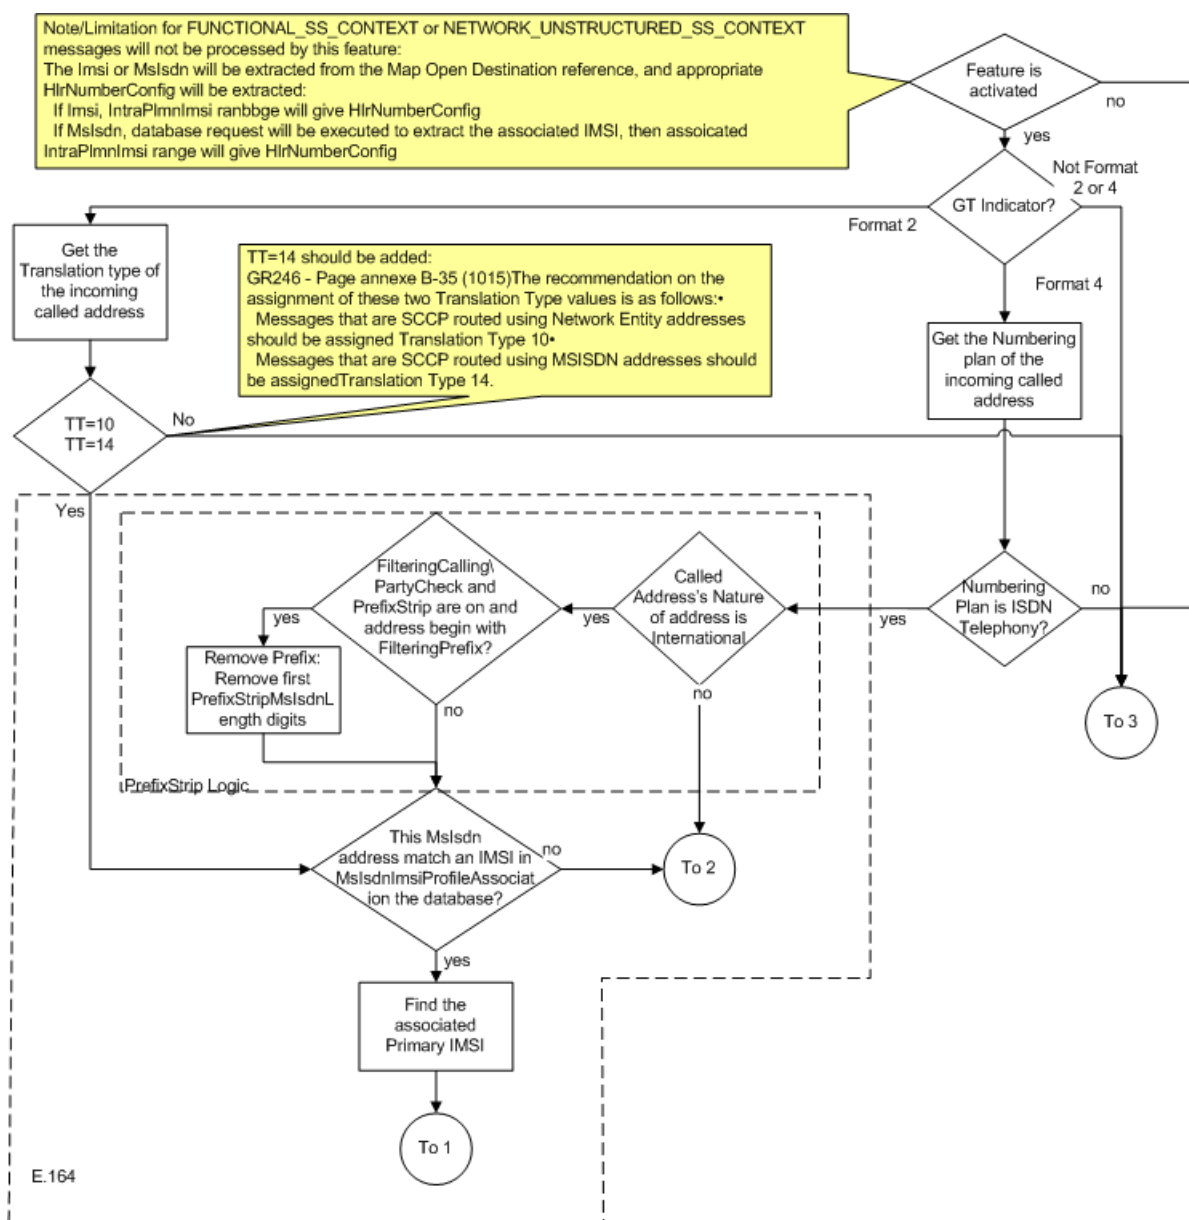 Note/Limitation for FUNCTIONAL_SS_CONTEXT or NETWORK_UNSTRUCTURED_SS_CONTEXT
messages will not be processed by this feature:
The Imsi or MsIsdn will be extracted from the Map Open Destination reference, and appropriate
HlrNumberConfig will be extracted:
If Imsi, IntraPlmnImsi ranbbge will give HlrNumberConfig
If MsIsdn, database request will be executed to extract the associated IMSI, then assoicated
IntraPlmnImsi range will give HlrNumberConfig
Feature is
activated
no
yes
GT Indicator?
Not Format
2 or 4
Format 2
Format 4
Get the
Translation type of
the incoming
called address
TT=14 should be added:
GR246 - Page annexe B-35 (1015)The recommendation on the
assignment of these two Translation Type values is as follows:•
Messages that are SCCP routed using Network Entity addresses
should be assigned Translation Type 10•
Messages that are SCCP routed using MSISDN addresses should
be assignedTranslation Type 14.
Get the Numbering
plan of the
incoming called
address
TT=10
TT=14
No
Yes
FilteringCalling\
PartyCheck and
PrefixStrip are on and
address begin with
FilteringPrefix?
yes
no
Called
Address's Nature
of address is
International
yes
no
Numbering
Plan is ISDN
Telephony?
yes
no
Remove Prefix:
Remove first
PrefixStripMsIsdnL
ength digits
To 3
PrefixStrip Logic
This MsIsdn
address match an IMSI in
MsIsdnImsiProfileAssociat
ion the database?
no
To 2
yes
Find the
associated
Primary IMSI
To 1
E.164